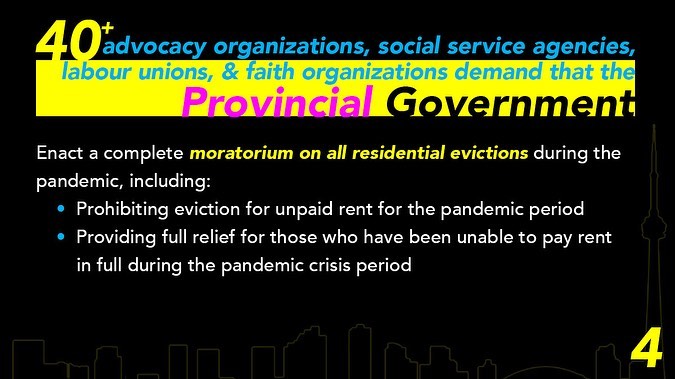 40+ advocacy organizations, social service agencies,
labour unions, & faith organizations demand that the
Provincial Government
Enact a complete moratorium on all residential evictions during the
pandemic, including:
• Prohibiting eviction for unpaid rent for the pandemic period
• Providing full relief for those who have been unable to pay rent
in full during the pandemic crisis period
4